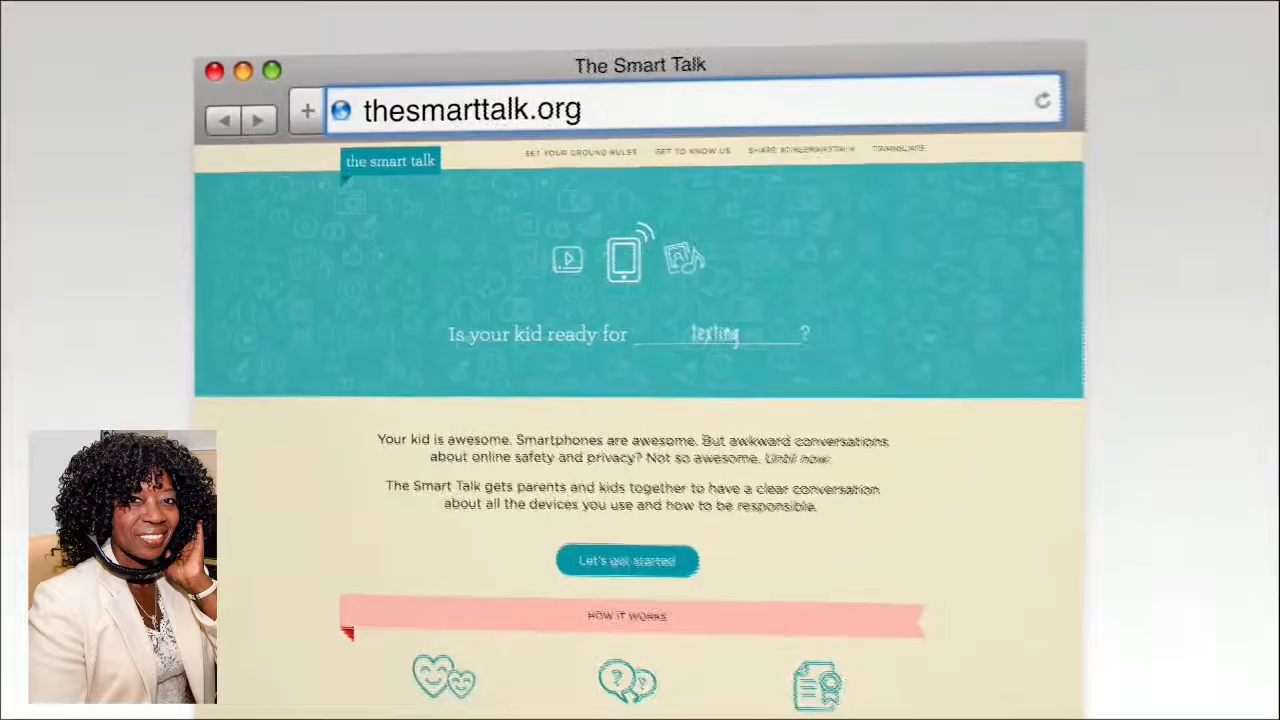 The Smart Talk
thesmarttalk.org
the smart talk
SET YOUR GROUND RULES GET TO KNOW US SHARE #THESMARTTALK TRANSLATE
Is your kid ready for texting ?
Your kid is awesome. Smartphones are awesome. But awkward conversations
about online safety and privacy? Not so awesome. Until now.
The Smart Talk gets parents and kids together to have a clear conversation
about all the devices you use and how to be responsible.
Let's get started
HOW IT WORKS